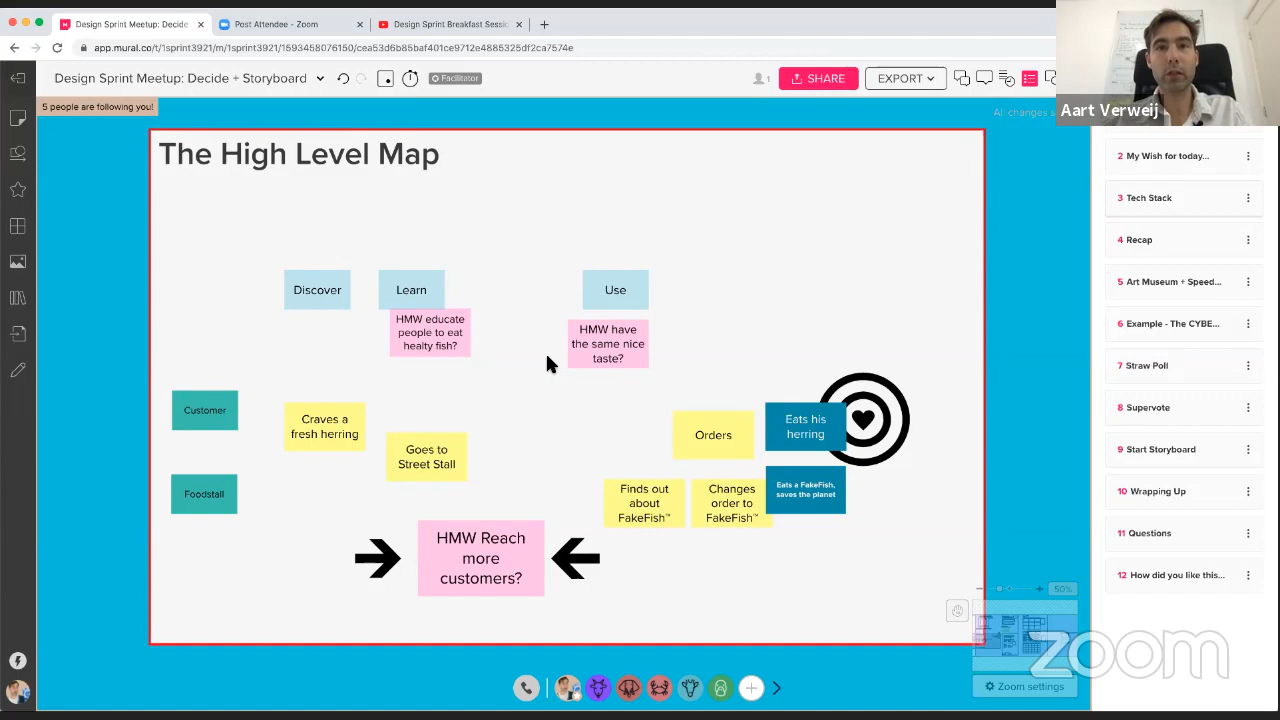 Design Sprint Meetup: Decide
Post Attendee - Zoom
Design Sprint Breakfast Sessi
app.mural.co/t/1sprint3921/m/1sprint3921/1593458076150/cea53d6b85baf401ce9712e4885325df2ca7574e
Design Sprint Meetup: Decide + Storyboard
Facilitator
1
SHARE
EXPORT
Aart Verweij
5 people are following you!
All changes s
The High Level Map
2 My Wish for today...
3 Tech Stack
4 Recap
5 Art Museum + Speed...
6 Example - The CYBE...
7 Straw Poll
8 Supervote
9 Start Storyboard
10 Wrapping Up
11 Questions
12 How did you like this...
Discover
Learn
Use
HMW educate
people to eat
healty fish?
HMW have
the same nice
taste?
Customer
Craves a
fresh herring
Goes to
Street Stall
Orders
Eats his
herring
Foodstall
Finds out
about
FakeFish™
Changes
order to
FakeFish™
Eats a FakeFish,
saves the planet
HMW Reach
more
customers?
50%
zoom
Zoom settings